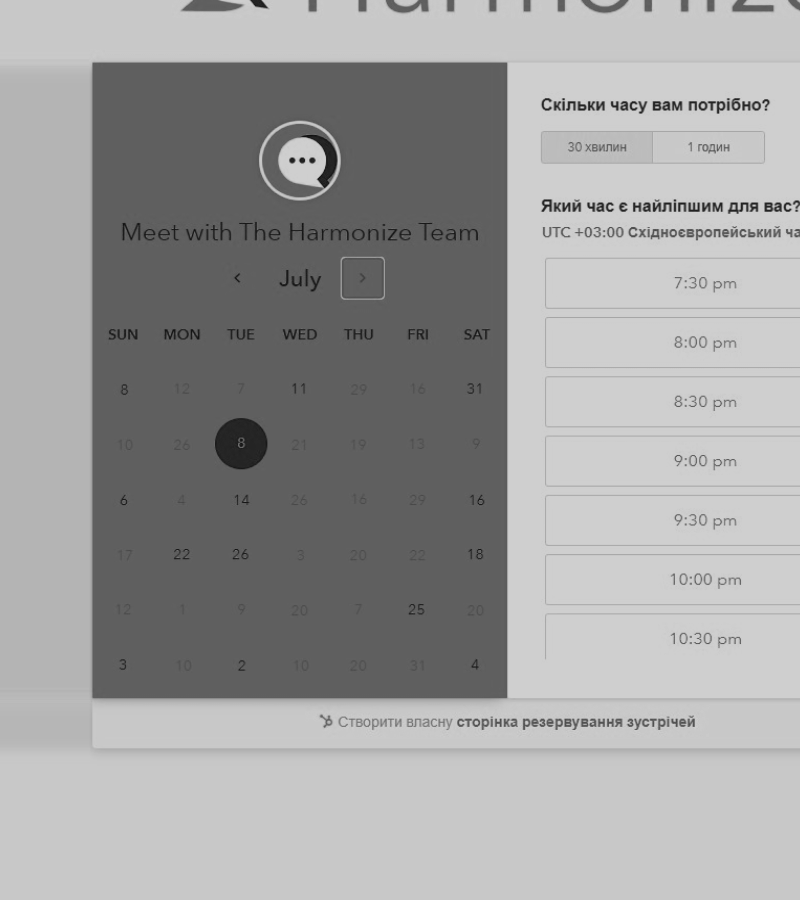 Harmonize
Meet with The Harmonize Team
July
SUN MON TUE WED THU FRI SAT
8 12 7 11 29 16 31
10 26 8 21 19 13 9
6 4 14 26 16 29 16
17 22 26 3 20 22 18
12 1 9 20 7 25 20
3 10 2 10 20 31 4
Скільки часу вам потрібно?
30 хвилин 1 годин
Який час є найліпшим для вас?
UTC +03:00 Східноєвропейський ча
7:30 pm
8:00 pm
8:30 pm
9:00 pm
9:30 pm
10:00 pm
10:30 pm
Створити власну сторінка резервування зустрічей